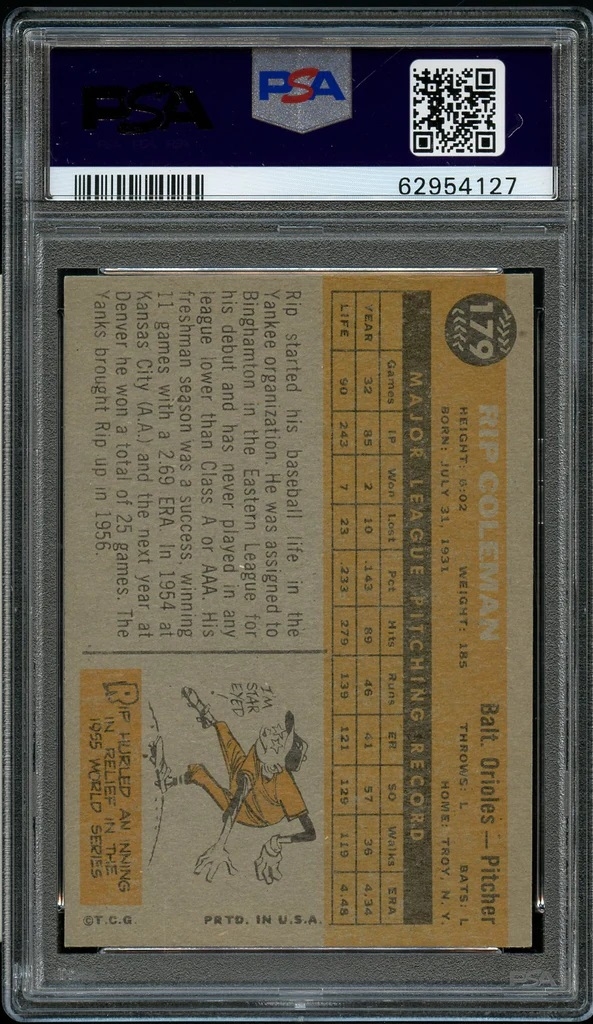 PSA
PSA
62954127
179
RIP COLEMAN
Balt. Orioles — Pitcher
HEIGHT: 6:02 WEIGHT: 185 THROWS: L BATS: L
BORN: JULY 31, 1931 HOME: TROY, N. Y.
MAJOR LEAGUE PITCHING RECORD
Games IP Won Lost Pct Hits Runs ER SO Walks ERA
YEAR 32 85 2 10 .143 89 46 41 57 36 4.34
LIFE 90 243 7 23 .233 279 139 121 129 119 4.48
Rip started his baseball life in the
Yankee organization. He was assigned to
Binghamton in the Eastern League for
his debut and has never played in any
league lower than Class A or AAA. His
freshman season was a success winning
11 games with a 2.69 ERA. In 1954 at
Kansas City (A.A.) and the next year at
Denver he won a total of 25 games. The
Yanks brought Rip up in 1956.
I'M
STAR
EYED!
RIP HURLED AN INNING
IN RELIEF IN THE
1955 WORLD SERIES
©T.C.G. PRTD. IN U.S.A.
PSA